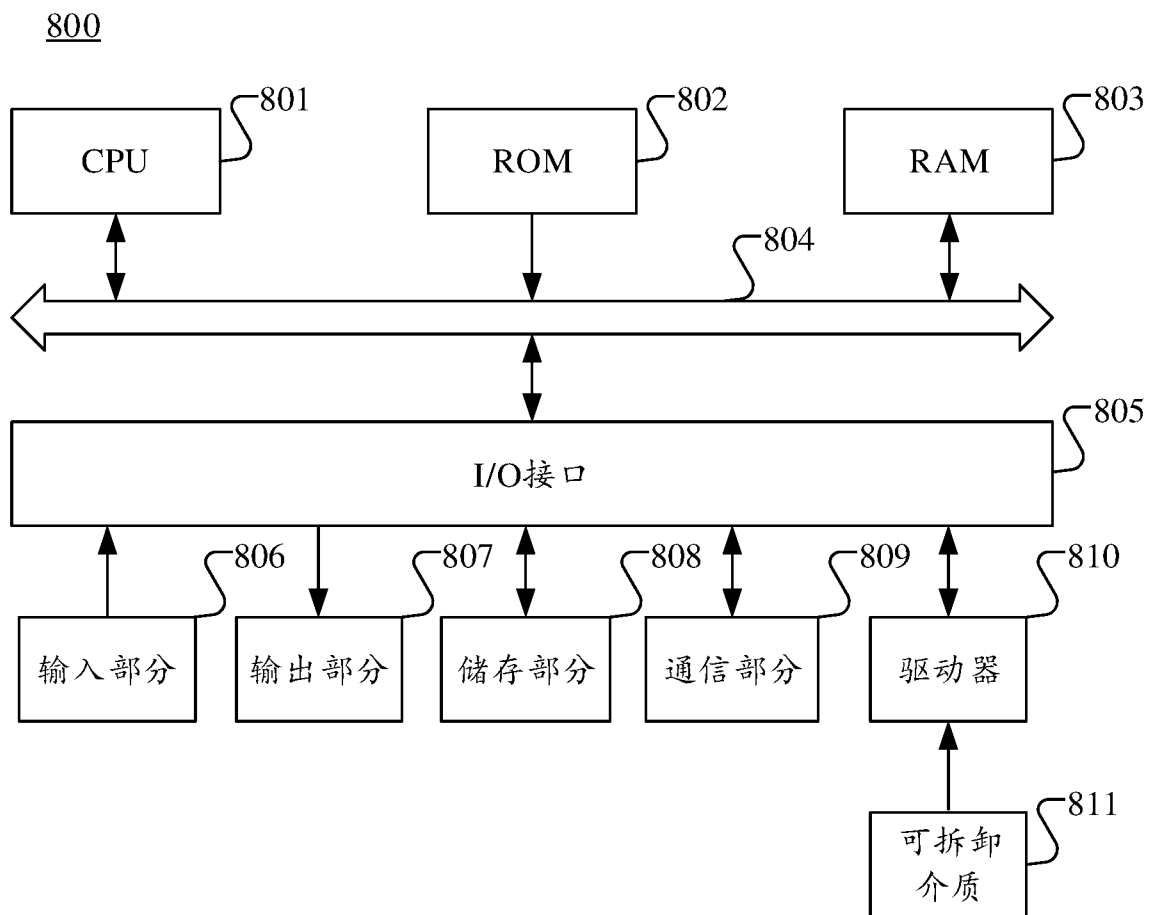 800
801
802
803
CPU
ROM
RAM
804
805
I/O接口
806
807
808
809
810
输入部分
输出部分
储存部分
通信部分
驱动器
811
可拆卸
介质